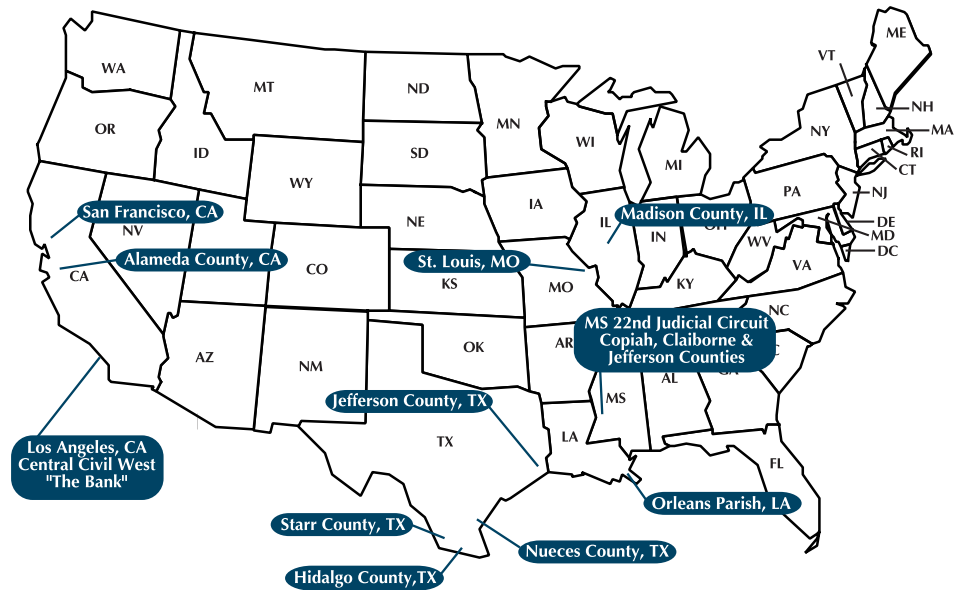 ME
VT
WA
MT
ND
MN
NH
OR
NY
MA
WI
SD
ID
MI
RI
CT
WY
PA
NJ
IA
NE
San Francisco, CA
NV
IL
Madison County, IL
OH
DE
MD
IN
WV
DC
Alameda County, CA
St. Louis, MO
VA
CA
CO
KS
MO
KY
NC
MS 22nd Judicial Circuit
Copiah, Claiborne &
Jefferson Counties
AR
OK
AZ
NM
GA
AL
MS
Jefferson County, TX
TX
LA
FL
Los Angeles, CA
Central Civil West
"The Bank"
Orleans Parish, LA
Starr County, TX
Nueces County, TX
Hidalgo County,TX